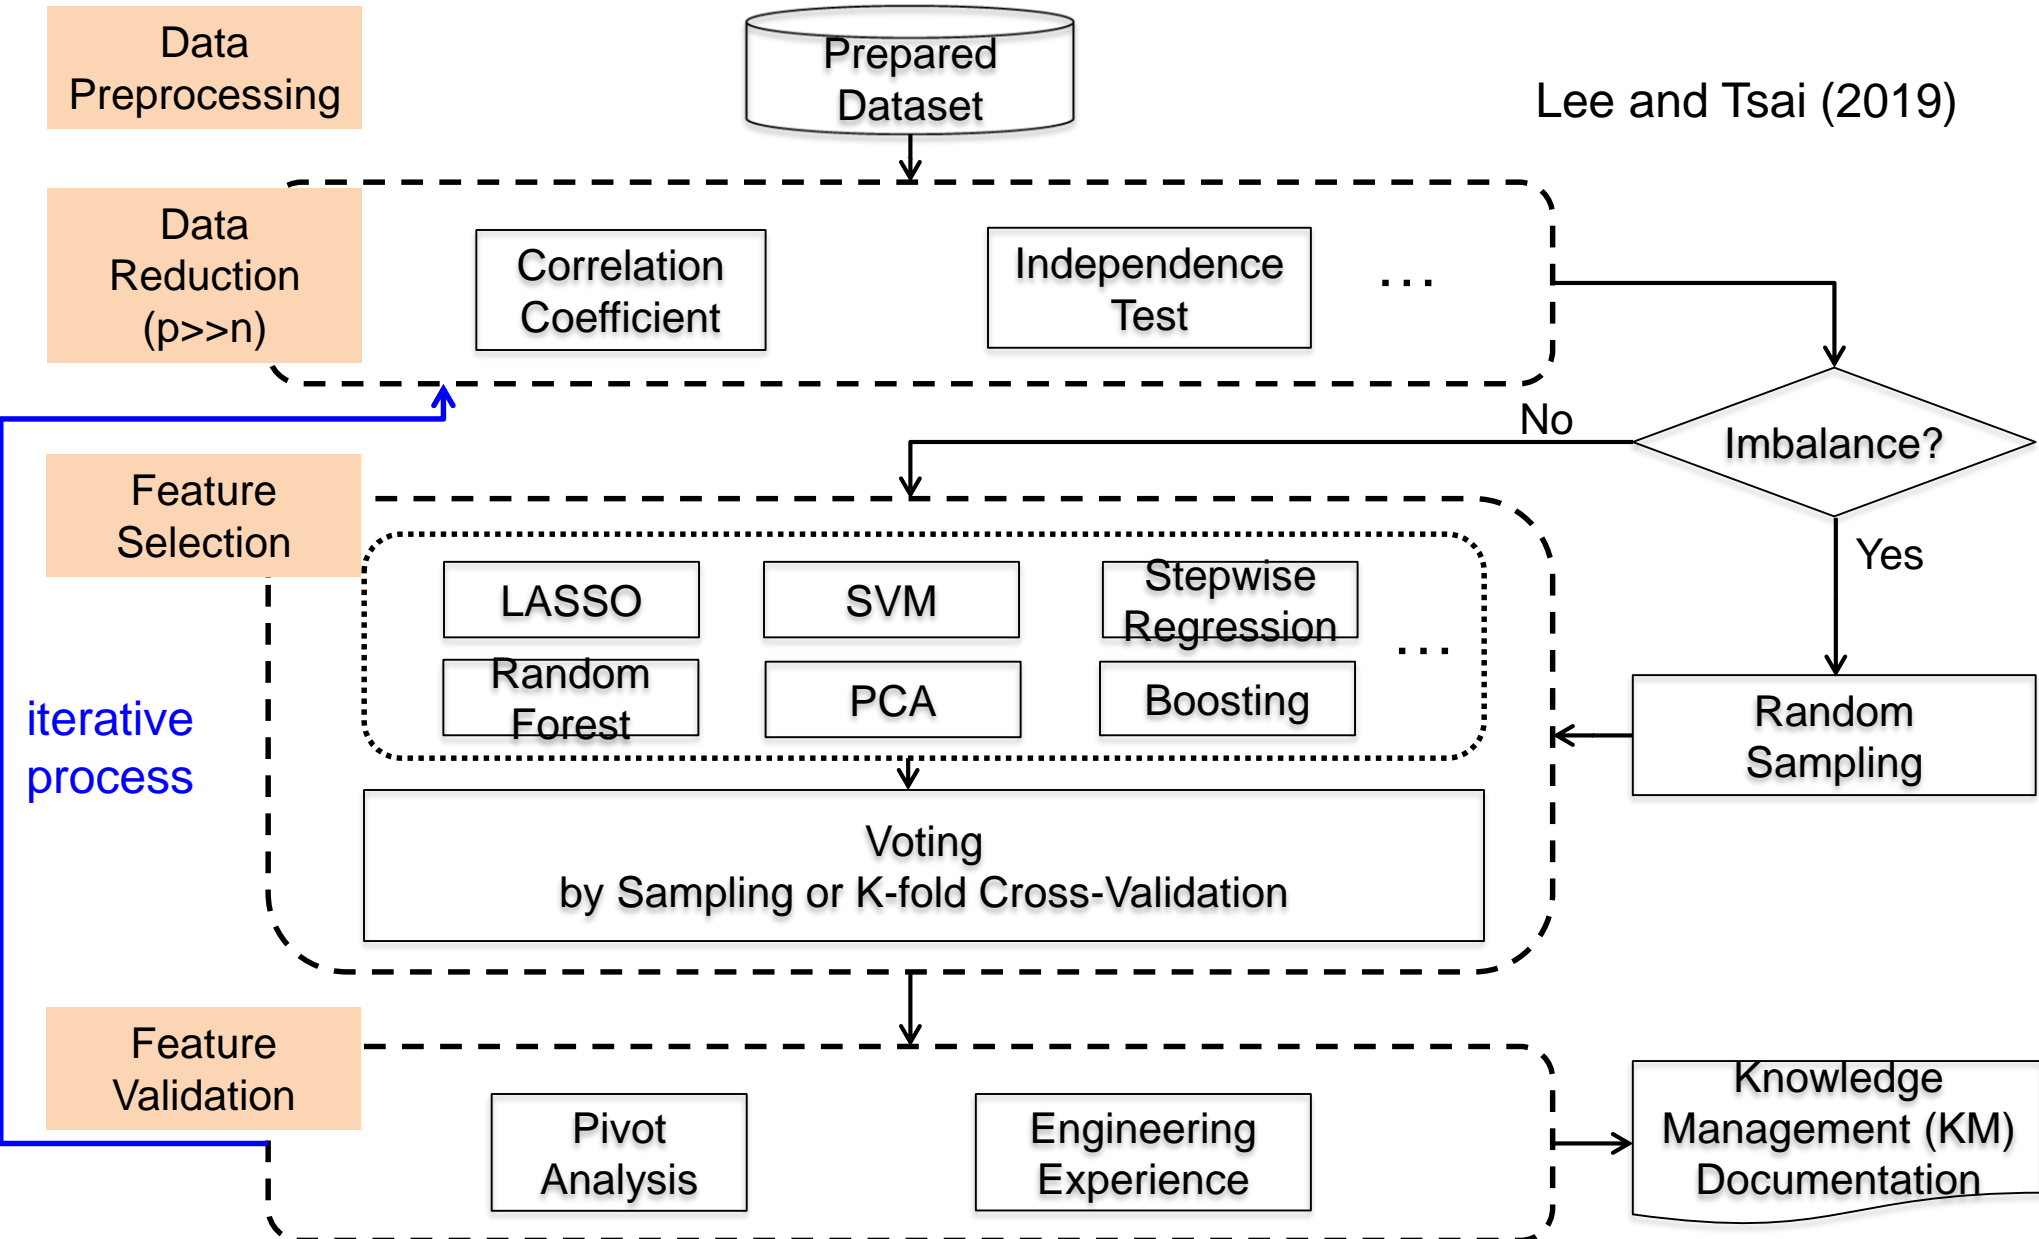 Data
Preprocessing
Prepared
Dataset
Lee and Tsai (2019)
Data
Reduction
(p>>n)
Correlation
Coefficient
Independence
Test
...
No
Imbalance?
Yes
Feature
Selection
LASSO
SVM
Stepwise
Regression
...
Random
Forest
PCA
Boosting
iterative
process
Random
Sampling
Voting
by Sampling or K-fold Cross-Validation
Feature
Validation
Pivot
Analysis
Engineering
Experience
Knowledge
Management (KM)
Documentation